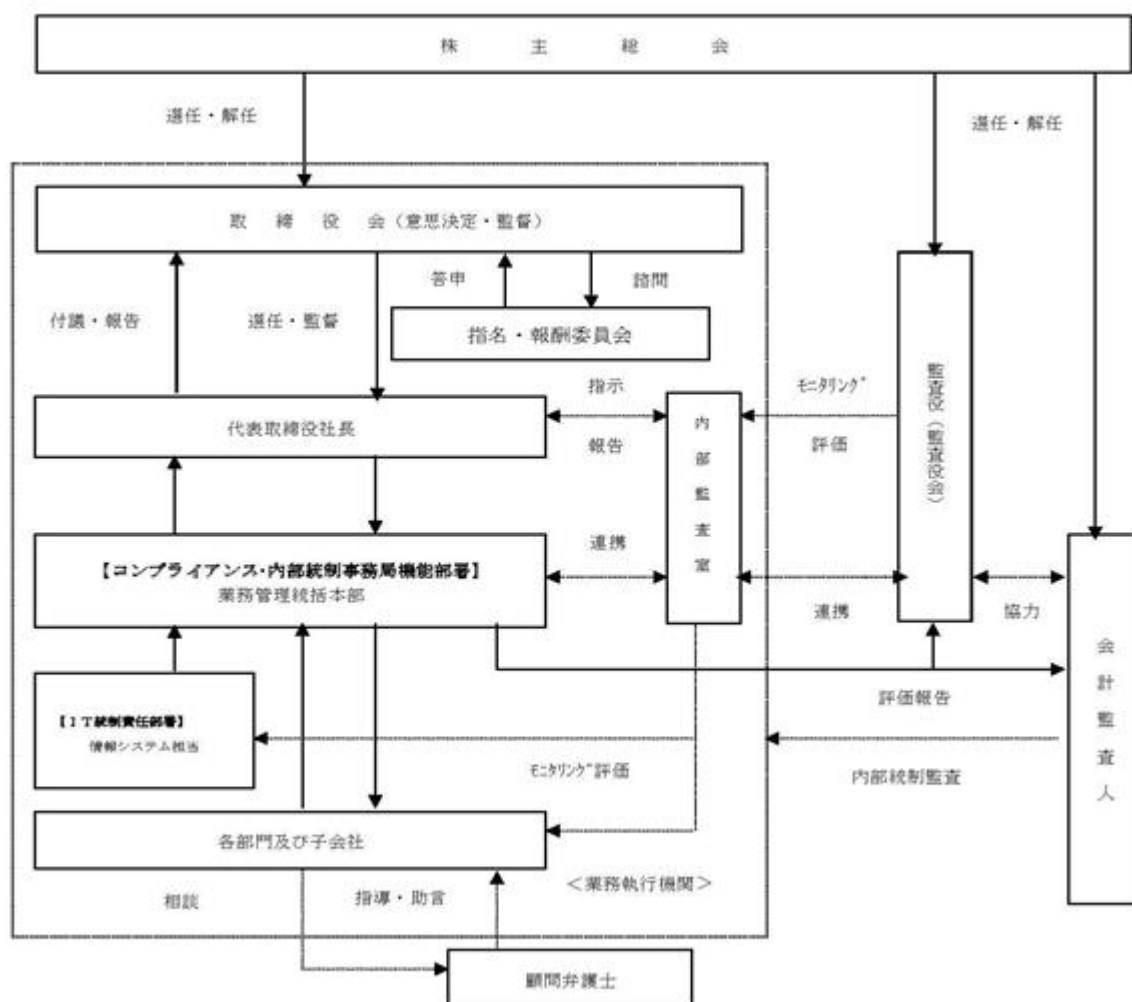 株主総会
選任・解任
選任・解任
取締役会（意思決定・監督）
答申
諮問
付議・報告
選任・監督
指名・報酬委員会
指示
報告
モニタリング
評価
代表取締役社長
内部監査室
監査役（監査役会）
【コンプライアンス・内部統制事務局機能部署】
業務管理統括本部
連携
連携
協力
会計監査人
評価報告
【ＩＴ統制責任部署】
情報システム担当
モニタリング評価
内部統制監査
各部門及び子会社
＜業務執行機関＞
相談
指導・助言
顧問弁護士